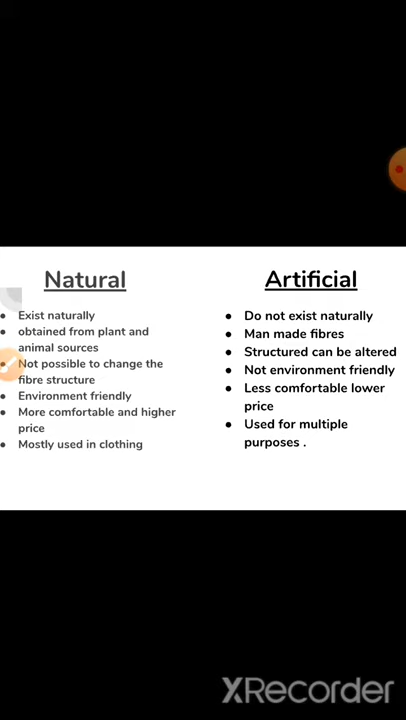 Natural
Exist naturally
obtained from plant and
animal sources
Not possible to change the
fibre structure
Environment friendly
More comfortable and higher
price
Mostly used in clothing
Artificial
Do not exist naturally
Man made fibres
Structured can be altered
Not environment friendly
Less comfortable lower
price
Used for multiple
purposes .
XRecorder